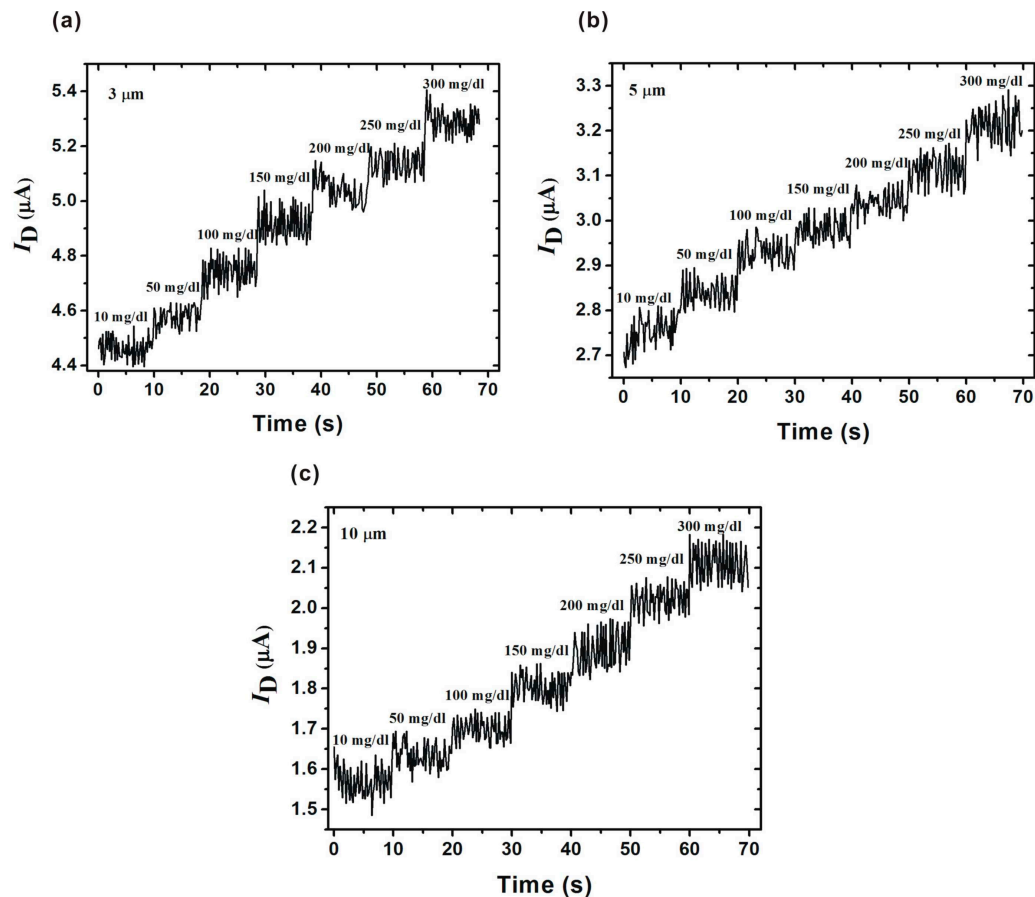 (a)
3 μm
10 mg/dl
50 mg/dl
100 mg/dl
150 mg/dl
200 mg/dl
250 mg/dl
300 mg/dl
5.4
5.2
5.0
4.8
4.6
4.4
I_D (μA)
0 10 20 30 40 50 60 70
Time (s)
(b)
5 μm
10 mg/dl
50 mg/dl
100 mg/dl
150 mg/dl
200 mg/dl
250 mg/dl
300 mg/dl
3.3
3.2
3.1
3.0
2.9
2.8
2.7
I_D (μA)
0 10 20 30 40 50 60 70
Time (s)
(c)
10 μm
10 mg/dl
50 mg/dl
100 mg/dl
150 mg/dl
200 mg/dl
250 mg/dl
300 mg/dl
2.2
2.1
2.0
1.9
1.8
1.7
1.6
1.5
I_D (μA)
0 10 20 30 40 50 60 70
Time (s)